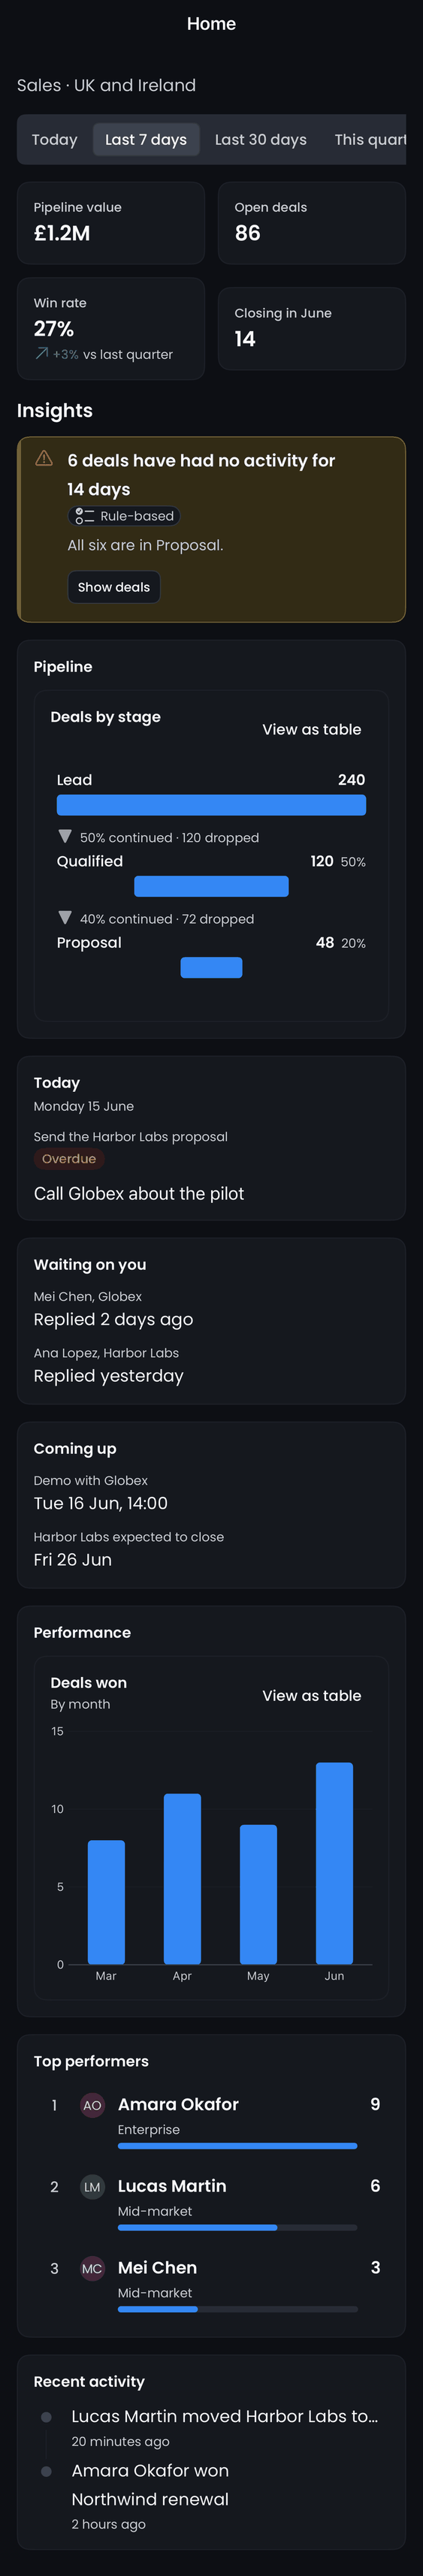 Home
Sales · UK and Ireland
Today
Last 7 days
Last 30 days
This quart
Pipeline value
£1.2M
Open deals
86
Win rate
27%
+3% vs last quarter
Closing in June
14
Insights
6 deals have had no activity for
14 days
Rule-based
All six are in Proposal.
Show deals
Pipeline
Deals by stage
View as table
Lead 240
50% continued · 120 dropped
Qualified 120 50%
40% continued · 72 dropped
Proposal 48 20%
Today
Monday 15 June
Send the Harbor Labs proposal
Overdue
Call Globex about the pilot
Waiting on you
Mei Chen, Globex
Replied 2 days ago
Ana Lopez, Harbor Labs
Replied yesterday
Coming up
Demo with Globex
Tue 16 Jun, 14:00
Harbor Labs expected to close
Fri 26 Jun
Performance
Deals won
By month
View as table
15
10
5
0
Mar Apr May Jun
Top performers
1 AO Amara Okafor 9
Enterprise
2 LM Lucas Martin 6
Mid-market
3 MC Mei Chen 3
Mid-market
Recent activity
Lucas Martin moved Harbor Labs to...
20 minutes ago
Amara Okafor won
Northwind renewal
2 hours ago